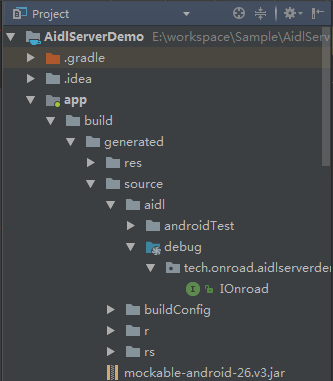 Project
AidlServerDemo E:\workspace\Sample\AidlServ
.gradle
.idea
app
build
generated
res
source
aidl
androidTest
debug
tech.onroad.aidlserverde
I IOnroad
buildConfig
r
rs
mockable-android-26.v3.jar